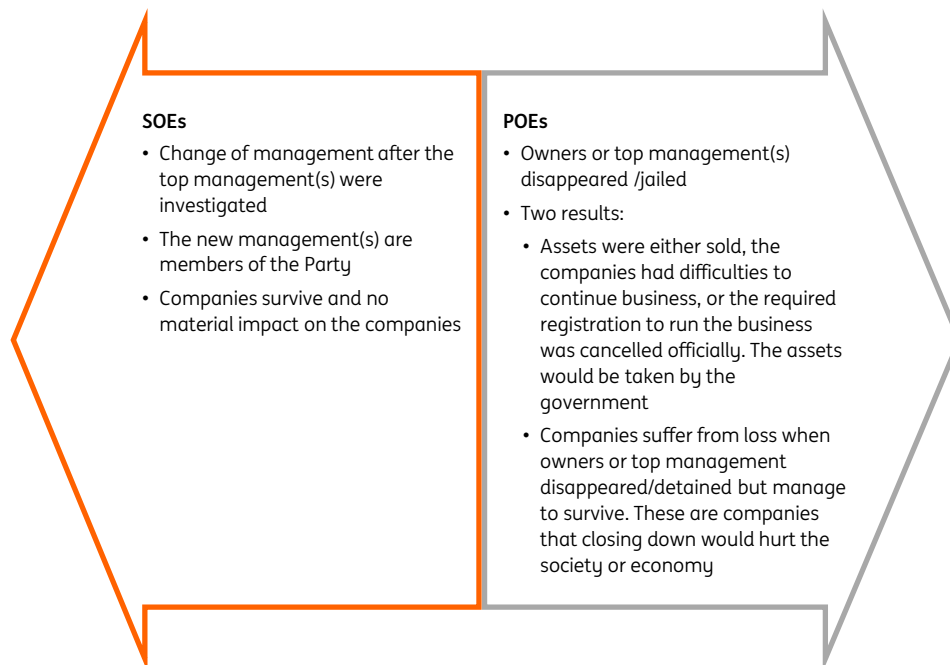 SOEs
• Change of management after the
top management(s) were
investigated
• The new management(s) are
members of the Party
• Companies survive and no
material impact on the companies
POEs
• Owners or top management(s)
disappeared /jailed
• Two results:
• Assets were either sold, the
companies had difficulties to
continue business, or the required
registration to run the business
was cancelled officially. The assets
would be taken by the
government
• Companies suffer from loss when
owners or top management
disappeared/detained but manage
to survive. These are companies
that closing down would hurt the
society or economy